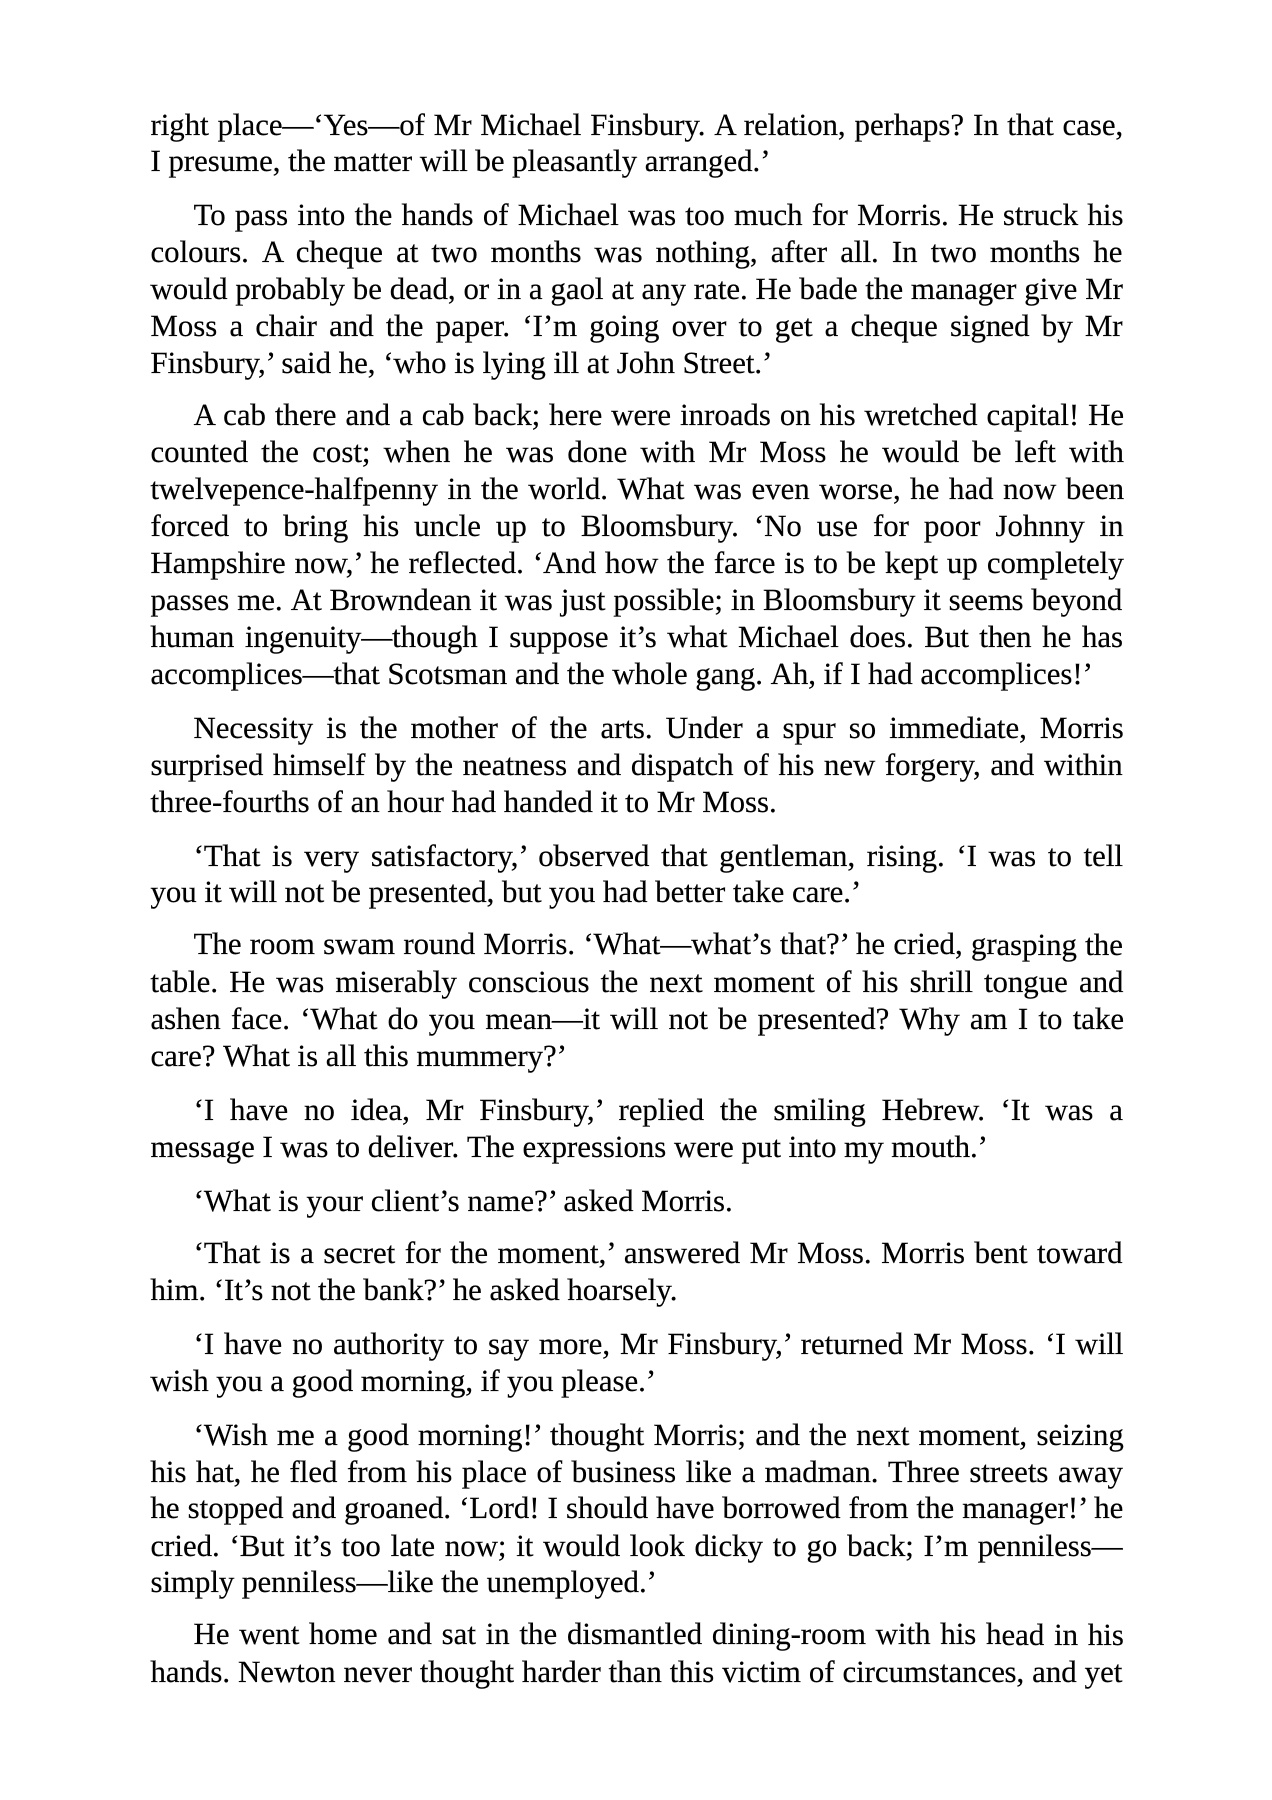 right place—‘Yes—of Mr Michael Finsbury. A relation, perhaps? In that case,
I presume, the matter will be pleasantly arranged.’
To pass into the hands of Michael was too much for Morris. He struck his
colours. A cheque at two months was nothing, after all. In two months he
would probably be dead, or in a gaol at any rate. He bade the manager give Mr
Moss a chair and the paper. ‘I’m going over to get a cheque signed by Mr
Finsbury,’ said he, ‘who is lying ill at John Street.’
A cab there and a cab back; here were inroads on his wretched capital! He
counted the cost; when he was done with Mr Moss he would be left with
twelvepence-halfpenny in the world. What was even worse, he had now been
forced to bring his uncle up to Bloomsbury. ‘No use for poor Johnny in
Hampshire now,’ he reflected. ‘And how the farce is to be kept up completely
passes me. At Browndean it was just possible; in Bloomsbury it seems beyond
human ingenuity—though I suppose it’s what Michael does. But then he has
accomplices—that Scotsman and the whole gang. Ah, if I had accomplices!’
Necessity is the mother of the arts. Under a spur so immediate, Morris
surprised himself by the neatness and dispatch of his new forgery, and within
three-fourths of an hour had handed it to Mr Moss.
‘That is very satisfactory,’ observed that gentleman, rising. ‘I was to tell
you it will not be presented, but you had better take care.’
The room swam round Morris. ‘What—what’s that?’ he cried, grasping the
table. He was miserably conscious the next moment of his shrill tongue and
ashen face. ‘What do you mean—it will not be presented? Why am I to take
care? What is all this mummery?’
‘I have no idea, Mr Finsbury,’ replied the smiling Hebrew. ‘It was a
message I was to deliver. The expressions were put into my mouth.’
‘What is your client’s name?’ asked Morris.
‘That is a secret for the moment,’ answered Mr Moss. Morris bent toward
him. ‘It’s not the bank?’ he asked hoarsely.
‘I have no authority to say more, Mr Finsbury,’ returned Mr Moss. ‘I will
wish you a good morning, if you please.’
‘Wish me a good morning!’ thought Morris; and the next moment, seizing
his hat, he fled from his place of business like a madman. Three streets away
he stopped and groaned. ‘Lord! I should have borrowed from the manager!’ he
cried. ‘But it’s too late now; it would look dicky to go back; I’m penniless—
simply penniless—like the unemployed.’
He went home and sat in the dismantled dining-room with his head in his
hands. Newton never thought harder than this victim of circumstances, and yet